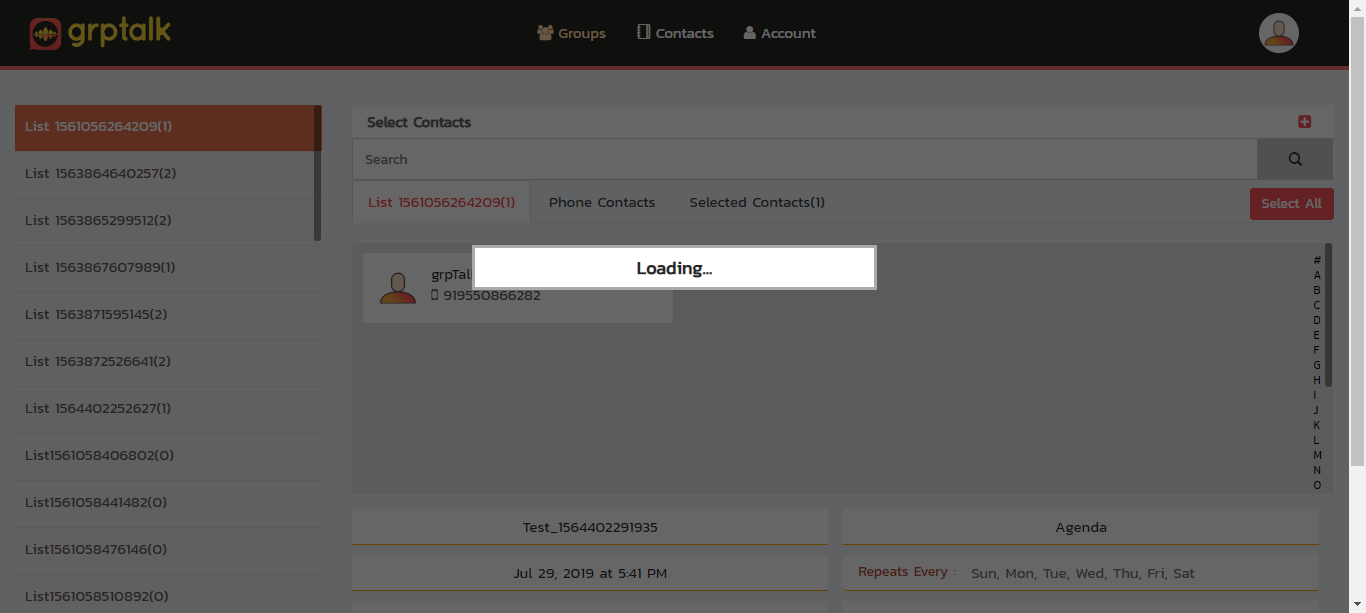 grptalk
Groups Contacts Account
List 1561056264209(1)
List 1563864640257(2)
List 1563865299512(2)
List 1563867607989(1)
List 1563871595145(2)
List 1563872526641(2)
List 1564402252627(1)
List1561058406802(0)
List1561058441482(0)
List1561058476146(0)
List1561058510892(0)
Select Contacts
Search
List 1561056264209(1) Phone Contacts Selected Contacts(1) Select All
Loading...
grpTal
919550866282
#
A
B
C
D
E
F
G
H
I
J
K
L
M
N
O
Test_1564402291935
Agenda
Jul 29, 2019 at 5:41 PM
Repeats Every : Sun, Mon, Tue, Wed, Thu, Fri, Sat